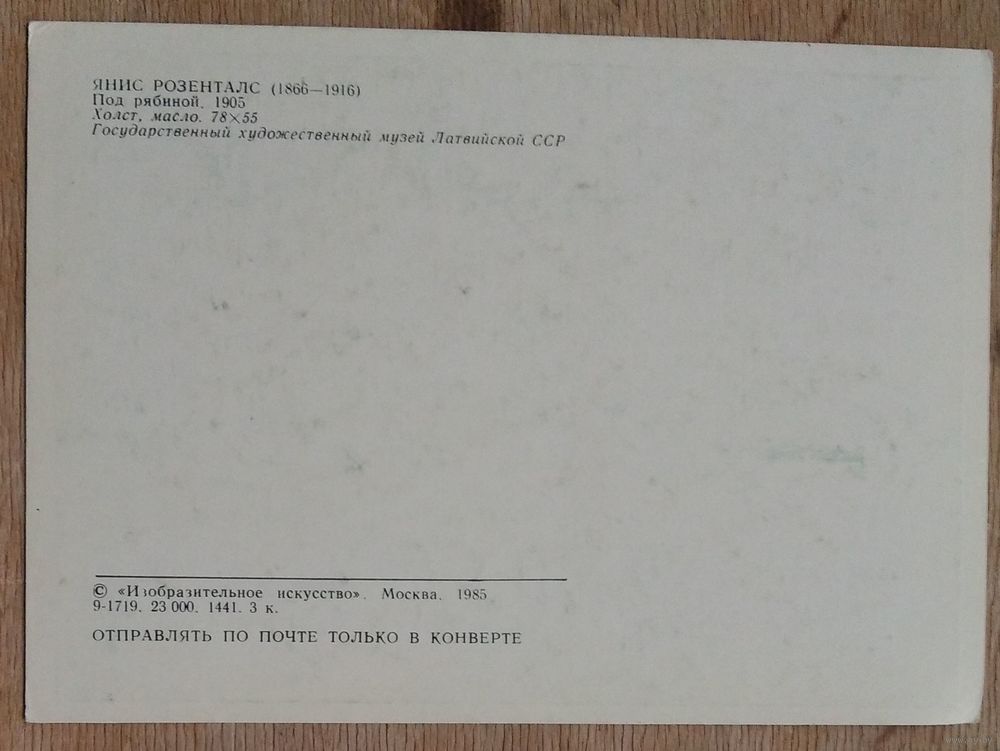 ЯНИС РОЗЕНТАЛС (1866—1916)
Под рябиной. 1905
Холст, масло. 78×55
Государственный художественный музей Латвийской ССР
© «Изобразительное искусство». Москва. 1985
9-1719. 23 000. 1441. 3 к.
ОТПРАВЛЯТЬ ПО ПОЧТЕ ТОЛЬКО В КОНВЕРТЕ